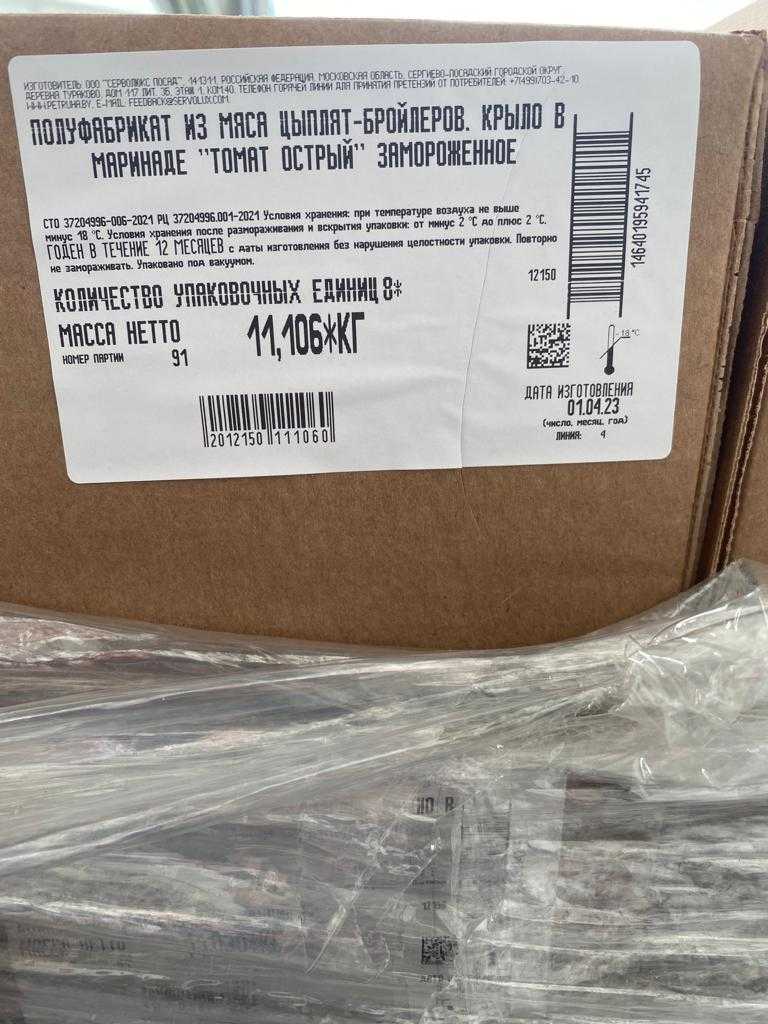 ИЗГОТОВИТЕЛЬ: ООО "СЕРВОЛЮКС ПОСАД", 141311, РОССИЙСКАЯ ФЕДЕРАЦИЯ, МОСКОВСКАЯ ОБЛАСТЬ, СЕРГИЕВО-ПОСАДСКИЙ ГОРОДСКОЙ ОКРУГ,
ДЕРЕВНЯ ТУРАКОВО, ДОМ 117 ЛИТ. 3Б, ЭТАЖ 1, КОМ.40. ТЕЛЕФОН ГОРЯЧЕЙ ЛИНИИ ДЛЯ ПРИНЯТИЯ ПРЕТЕНЗИЙ ОТ ПОТРЕБИТЕЛЕЙ: +7(499)703-42-10.
WWW.PETRUHA.BY, E-MAIL: FEEDBACK@SERVOLUX.COM
ПОЛУФАБРИКАТ ИЗ МЯСА ЦЫПЛЯТ-БРОЙЛЕРОВ. КРЫЛО В
МАРИНАДЕ "ТОМАТ ОСТРЫЙ" ЗАМОРОЖЕННОЕ
СТО 37204996-006-2021 РЦ 37204996.001-2021 Условия хранения: при температуре воздуха не выше
минус 18 °С. Условия хранения после размораживания и вскрытия упаковки: от минус 2 °С до плюс 2 °С.
ГОДЕН В ТЕЧЕНИЕ 12 МЕСЯЦЕВ с даты изготовления без нарушения целостности упаковки. Повторно
не замораживать. Упаковано под вакуумом.
12150
14640195941745
КОЛИЧЕСТВО УПАКОВОЧНЫХ ЕДИНИЦ 8*
МАССА НЕТТО 11,106*КГ
НОМЕР ПАРТИИ 91
-18 °С
ДАТА ИЗГОТОВЛЕНИЯ
01.04.23
(число, месяц, год)
ЛИНИЯ: 4
2012150 111060